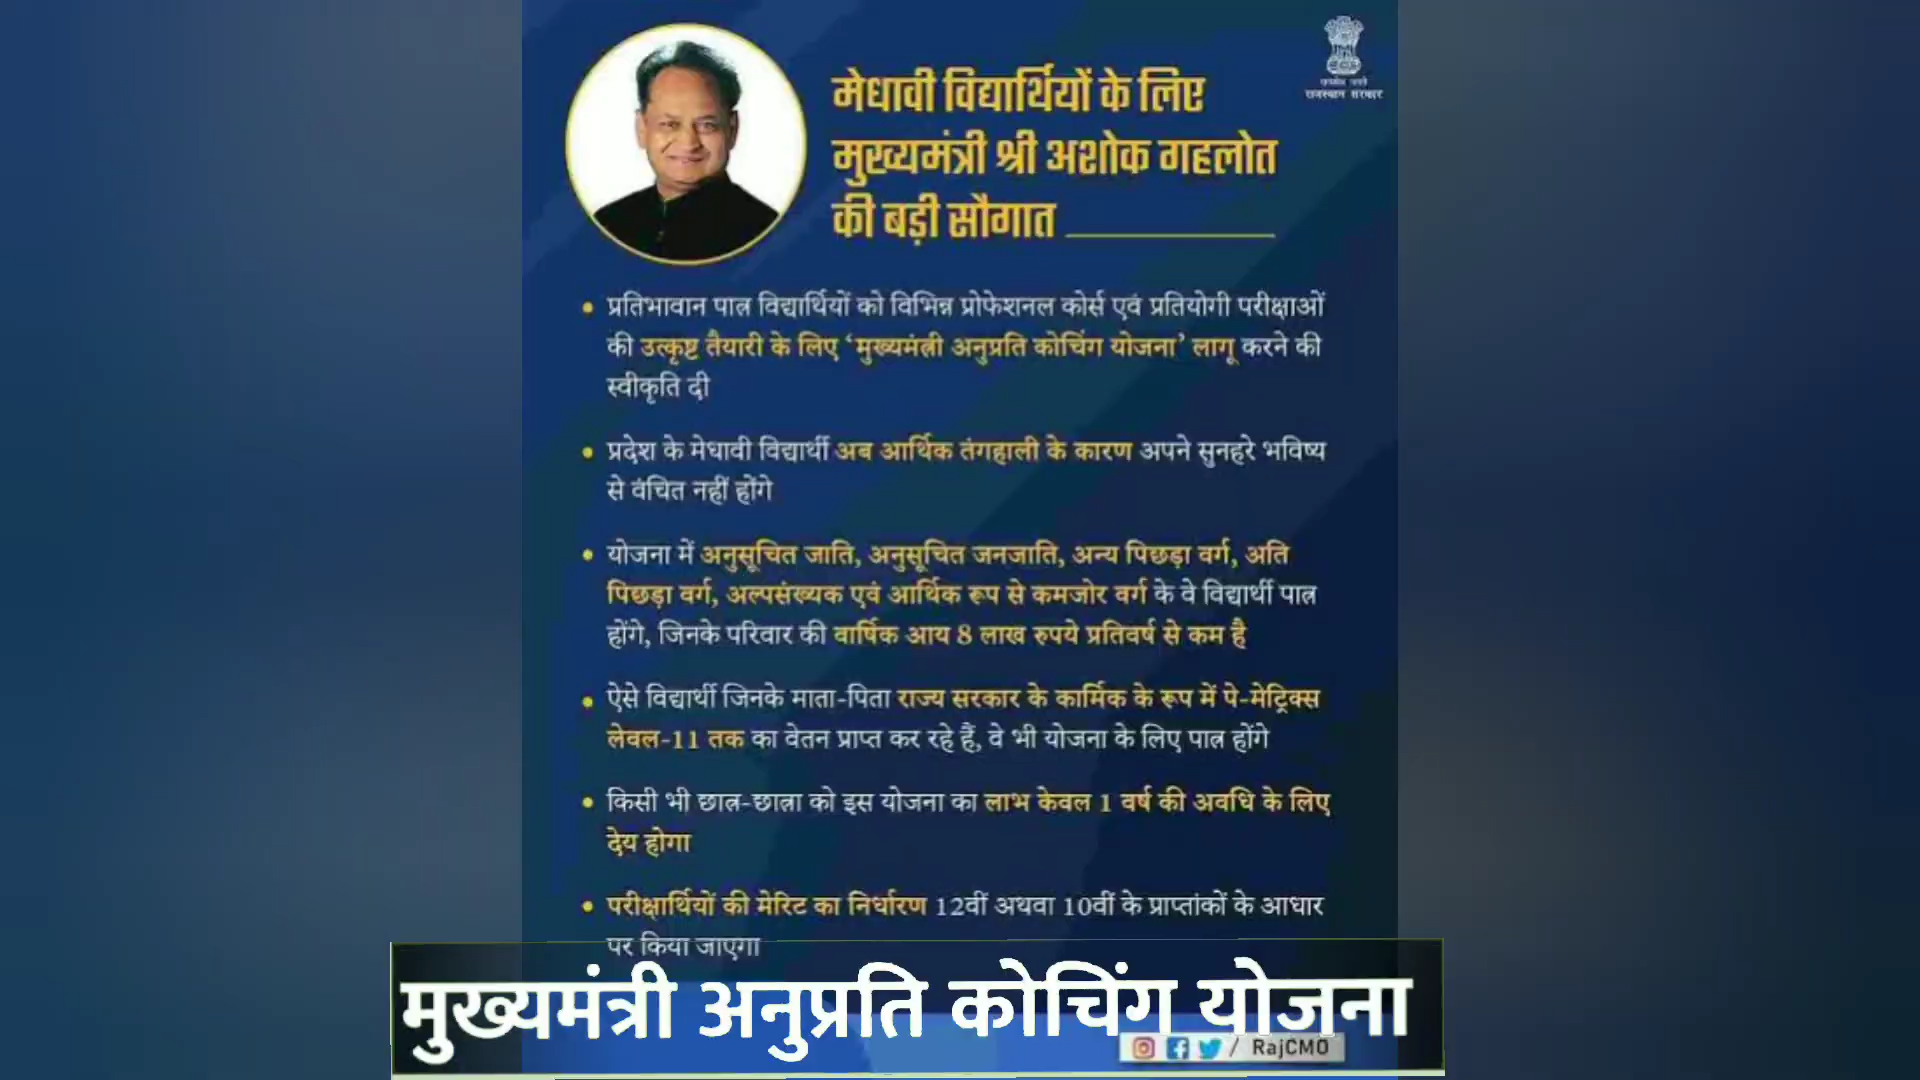 मेधावी विद्यार्थियों के लिए
मुख्यमंत्री श्री अशोक गहलोत
की बड़ी सौगात
राजस्थान सरकार
• प्रतिभावान पात्र विद्यार्थियों को विभिन्न प्रोफेशनल कोर्स एवं प्रतियोगी परीक्षाओं
की उत्कृष्ट तैयारी के लिए ‘मुख्यमंत्री अनुप्रति कोचिंग योजना’ लागू करने की
स्वीकृति दी
• प्रदेश के मेधावी विद्यार्थी अब आर्थिक तंगहाली के कारण अपने सुनहरे भविष्य
से वंचित नहीं होंगे
• योजना में अनुसूचित जाति, अनुसूचित जनजाति, अन्य पिछड़ा वर्ग, अति
पिछड़ा वर्ग, अल्पसंख्यक एवं आर्थिक रूप से कमजोर वर्ग के वे विद्यार्थी पात्र
होंगे, जिनके परिवार की वार्षिक आय 8 लाख रुपये प्रतिवर्ष से कम है
• ऐसे विद्यार्थी जिनके माता-पिता राज्य सरकार के कार्मिक के रूप में पे-मेट्रिक्स
लेवल-11 तक का वेतन प्राप्त कर रहे हैं, वे भी योजना के लिए पात्र होंगे
• किसी भी छात्र-छात्रा को इस योजना का लाभ केवल 1 वर्ष की अवधि के लिए
देय होगा
• परीक्षार्थियों की मेरिट का निर्धारण 12वीं अथवा 10वीं के प्राप्तांकों के आधार
पर किया जाएगा
मुख्यमंत्री अनुप्रति कोचिंग योजना
/ RajCMO